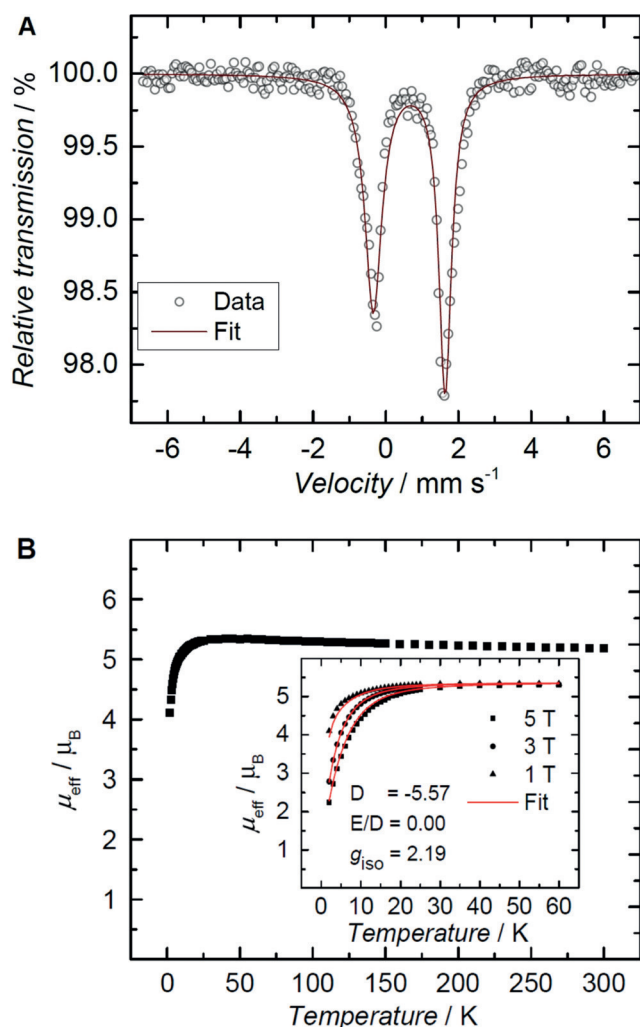 A
Relative transmission / %
100.0
99.5
99.0
98.5
98.0
Data
Fit
-6 -4 -2 0 2 4 6
Velocity / mm s⁻¹
B
μeff / μB
6
5
4
3
2
1
μeff / μB
5
4
3
2
1
5 T
3 T
1 T
Fit
D = -5.57
E/D = 0.00
giso = 2.19
0 10 20 30 40 50 60
Temperature / K
0 50 100 150 200 250 300
Temperature / K